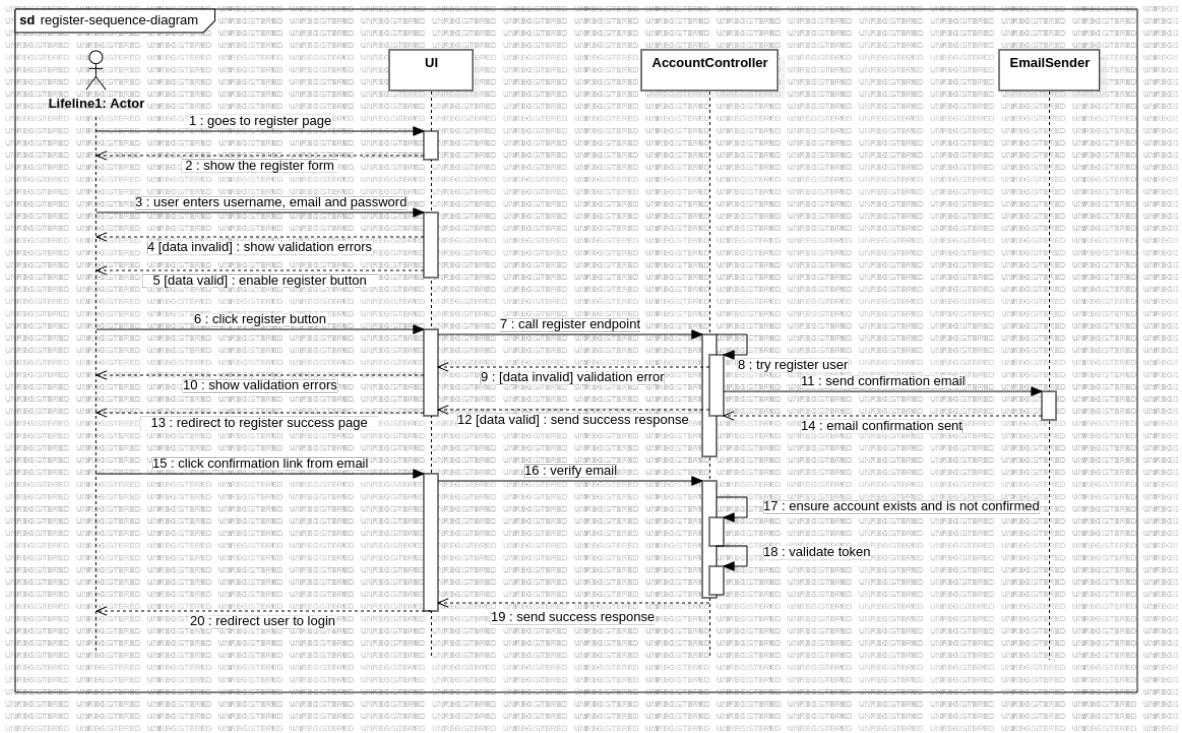 sd register-sequence-diagram
UI
AccountController
EmailSender
Lifeline1: Actor
1 : goes to register page
2 : show the register form
3 : user enters username, email and password
4 [data invalid] : show validation errors
5 [data valid] : enable register button
6 : click register button
7 : call register endpoint
8 : try register user
9 : [data invalid] validation error
10 : show validation errors
11 : send confirmation email
12 [data valid] : send success response
13 : redirect to register success page
14 : email confirmation sent
15 : click confirmation link from email
16 : verify email
17 : ensure account exists and is not confirmed
18 : validate token
19 : send success response
20 : redirect user to login
UNREGISTERED